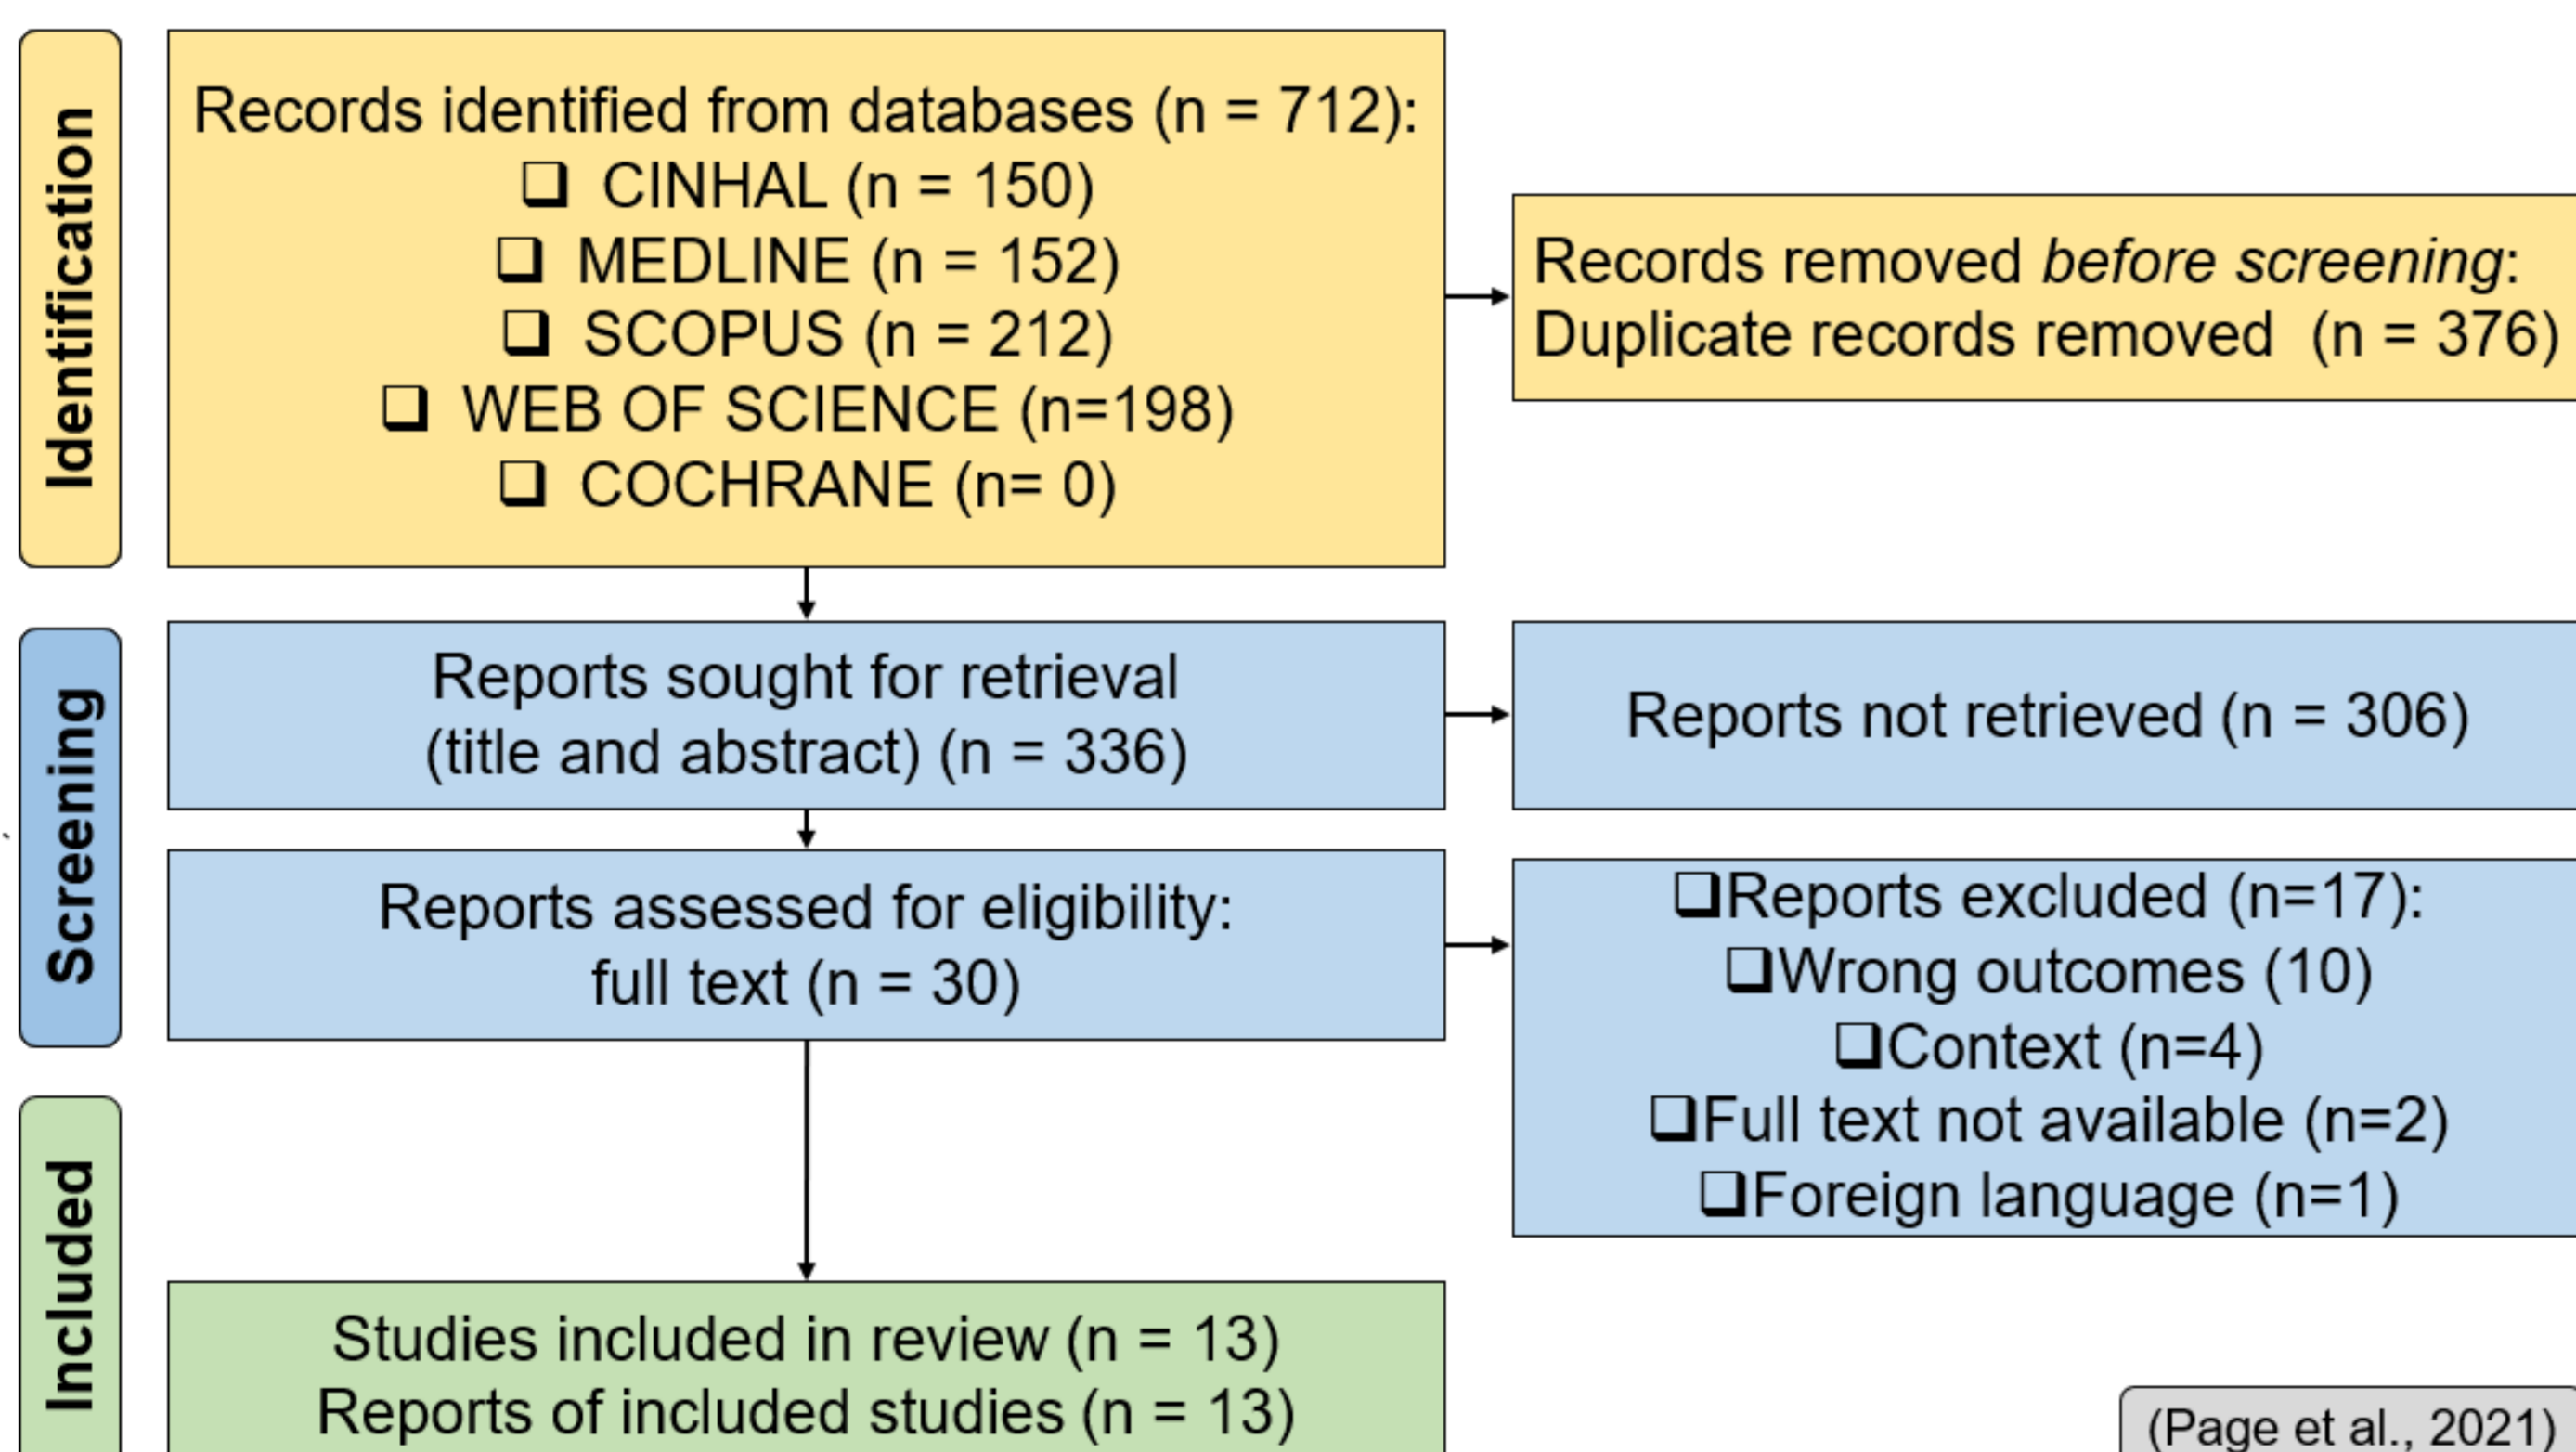 Identification
Records identified from databases (n = 712):
❑ CINHAL (n = 150)
❑ MEDLINE (n = 152)
❑ SCOPUS (n = 212)
❑ WEB OF SCIENCE (n=198)
❑ COCHRANE (n= 0)
Records removed before screening:
Duplicate records removed (n = 376)
Screening
Reports sought for retrieval
(title and abstract) (n = 336)
Reports not retrieved (n = 306)
Reports assessed for eligibility:
full text (n = 30)
❑Reports excluded (n=17):
❑Wrong outcomes (10)
❑Context (n=4)
❑Full text not available (n=2)
❑Foreign language (n=1)
Included
Studies included in review (n = 13)
Reports of included studies (n = 13)
(Page et al., 2021)